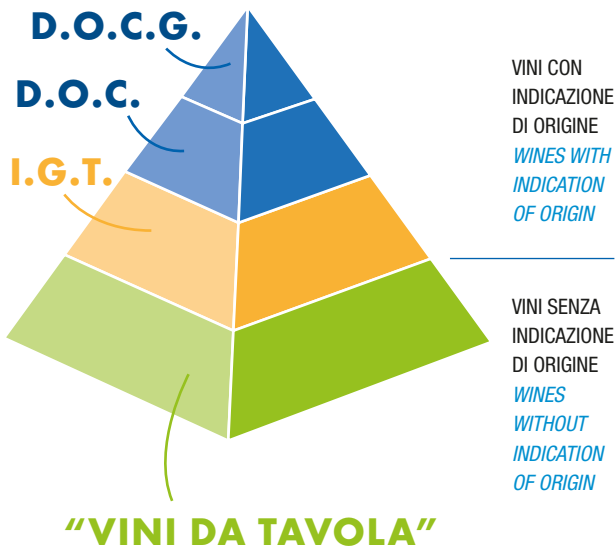 D.O.C.G.
D.O.C.
I.G.T.
VINI CON
INDICAZIONE
DI ORIGINE
WINES WITH
INDICATION
OF ORIGIN
VINI SENZA
INDICAZIONE
DI ORIGINE
WINES
WITHOUT
INDICATION
OF ORIGIN
“VINI DA TAVOLA”